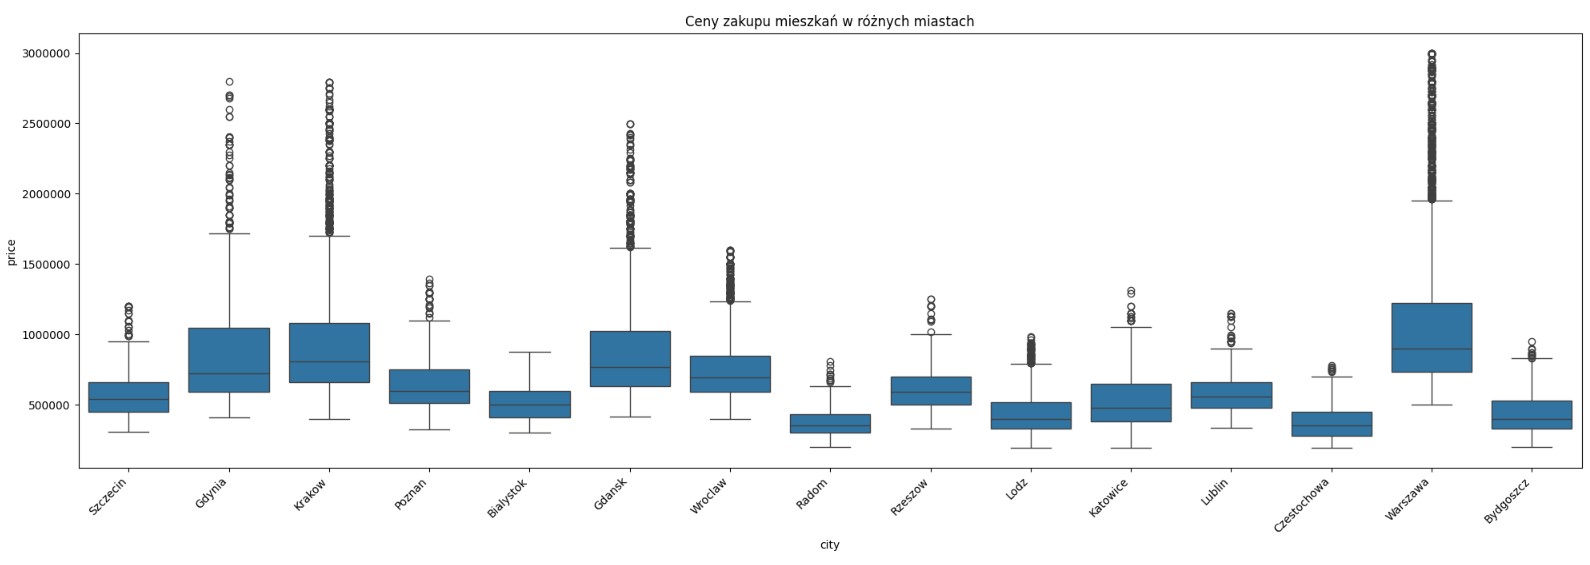 Ceny zakupu mieszkań w różnych miastach
price
3000000
2500000
2000000
1500000
1000000
500000
Szczecin
Gdynia
Krakow
Poznan
Bialystok
Gdansk
Wroclaw
Radom
Rzeszow
Lodz
Katowice
Lublin
Czestochowa
Warszawa
Bydgoszcz
city